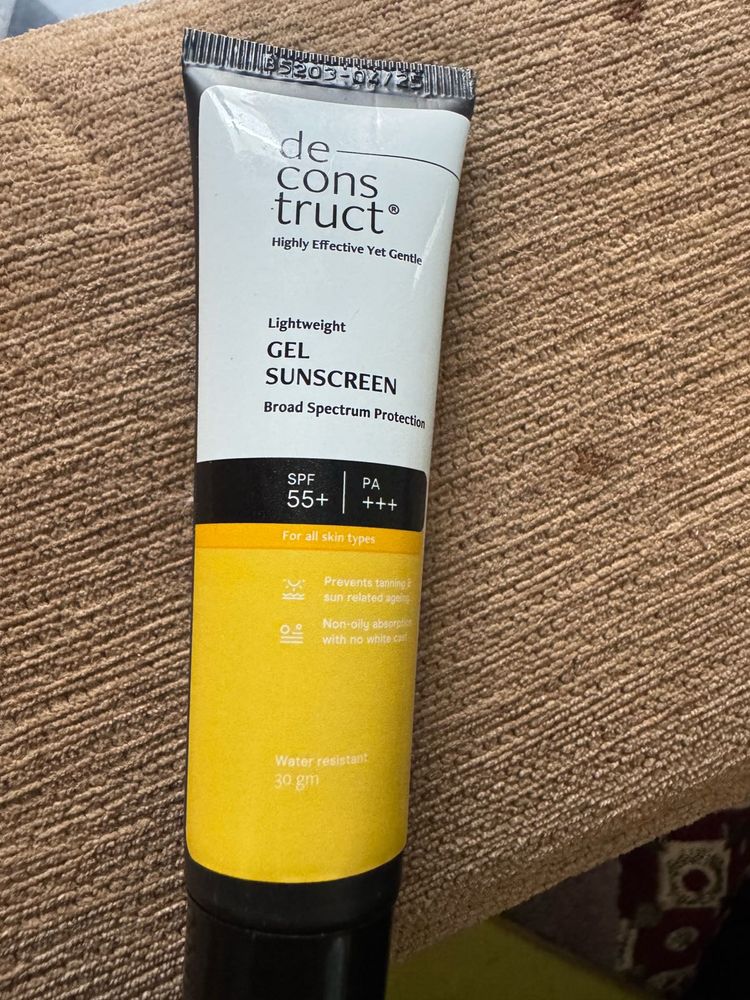 B5203-04/25
de
cons
truct®
Highly Effective Yet Gentle
Lightweight
GEL
SUNSCREEN
Broad Spectrum Protection
SPF
55+
PA
+++
For all skin types
Prevents tanning &
sun related ageing
Non-oily absorption
with no white cast
Water resistant
30 gm